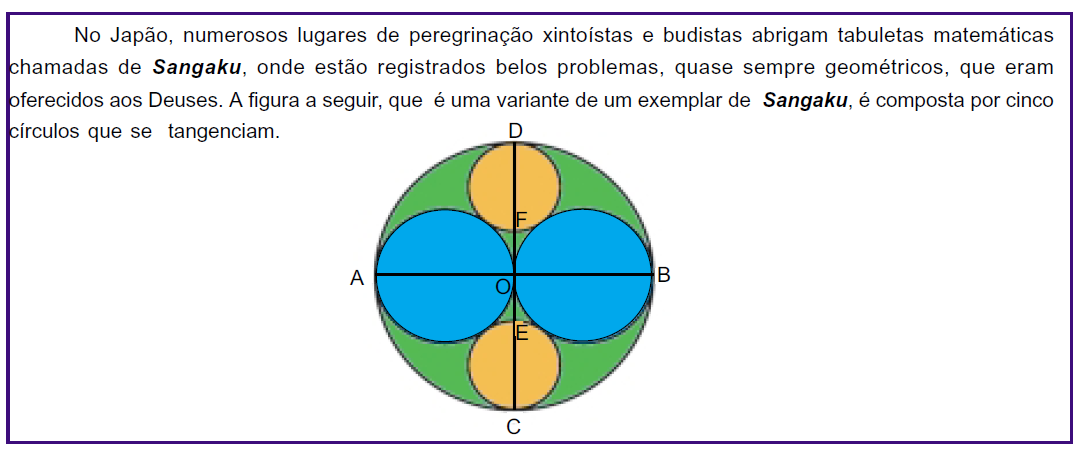 No Japão, numerosos lugares de peregrinação xintoístas e budistas abrigam tabuletas matemáticas
chamadas de Sangaku, onde estão registrados belos problemas, quase sempre geométricos, que eram
oferecidos aos Deuses. A figura a seguir, que é uma variante de um exemplar de Sangaku, é composta por cinco
círculos que se tangenciam.
D
F
A
B
O
E
C